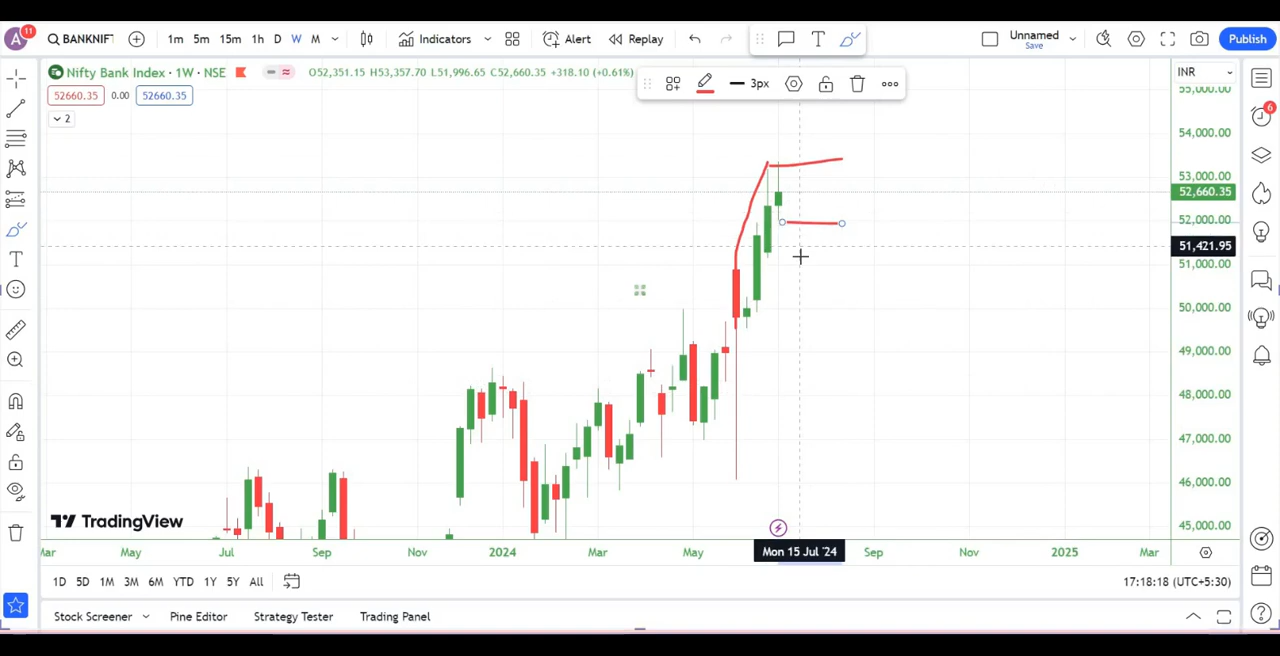 A 11 BANKNIFT 1m 5m 15m 1h D W M Indicators Alert Replay T Unnamed Save Publish
Nifty Bank Index · 1W · NSE O52,351.15 H53,357.70 L51,996.65 C52,660.35 +318.10 (+0.61%) 3px INR
52660.35 0.00 52660.35
2
55,000.00
54,000.00
53,000.00
52,660.35
52,000.00
51,421.95
51,000.00
50,000.00
49,000.00
48,000.00
47,000.00
46,000.00
45,000.00
6
T
TradingView
Mar May Jul Sep Nov 2024 Mar May Mon 15 Jul '24 Sep Nov 2025 Mar
1D 5D 1M 3M 6M YTD 1Y 5Y All 17:18:18 (UTC+5:30)
Stock Screener Pine Editor Strategy Tester Trading Panel